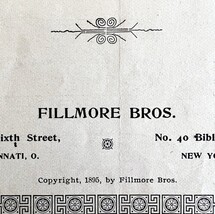 FILLMORE BROS.
ixth Street, No. 40 Bibl
NNATI, O. NEW YO
Copyright, 1895, by Fillmore Bros.